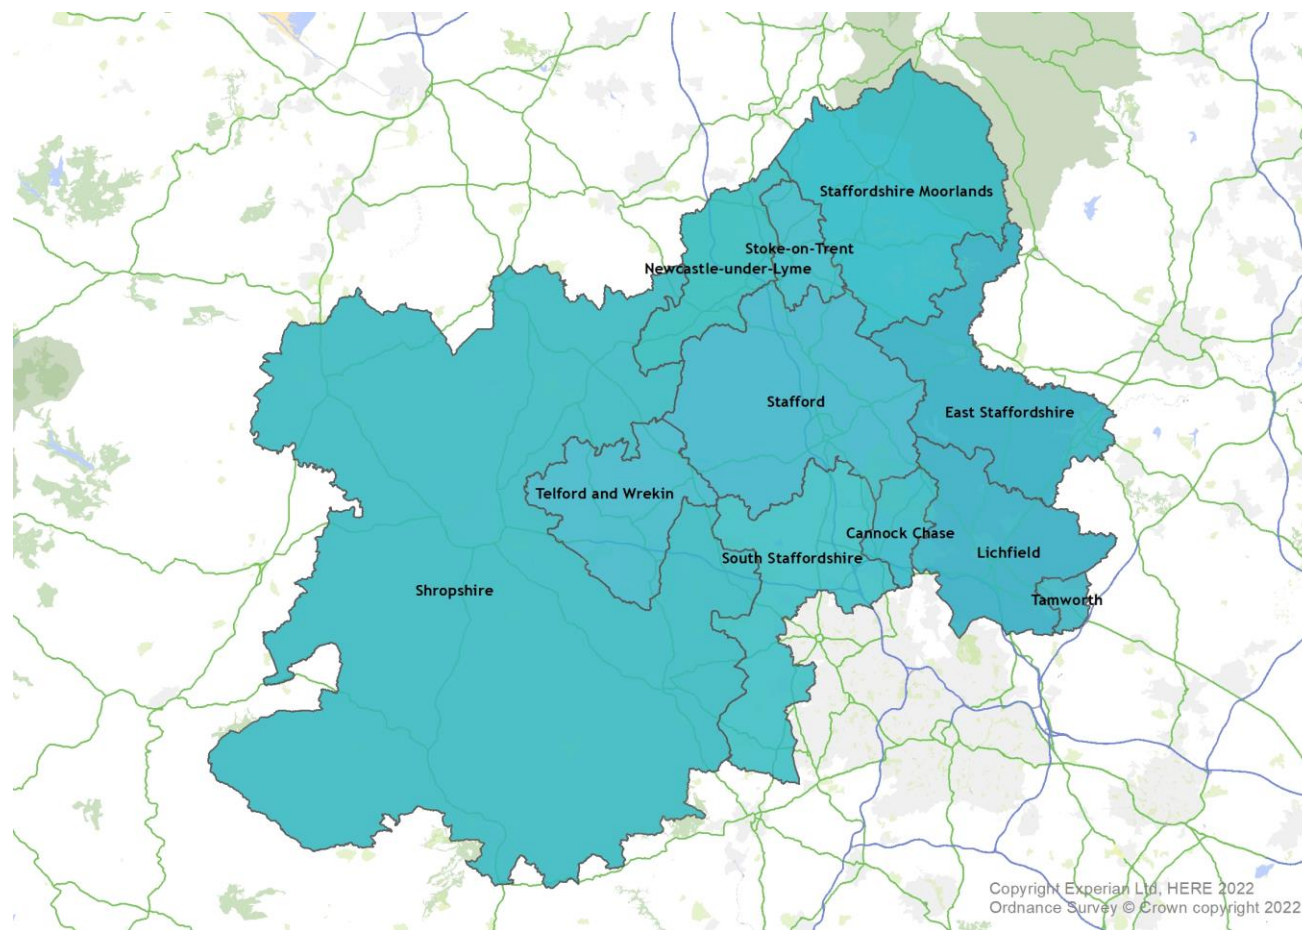 Staffordshire Moorlands
Stoke-on-Trent
Newcastle-under-Lyme
Stafford
East Staffordshire
Telford and Wrekin
Cannock Chase
Lichfield
South Staffordshire
Shropshire
Tamworth
Copyright Experian Ltd, HERE 2022
Ordnance Survey © Crown copyright 2022